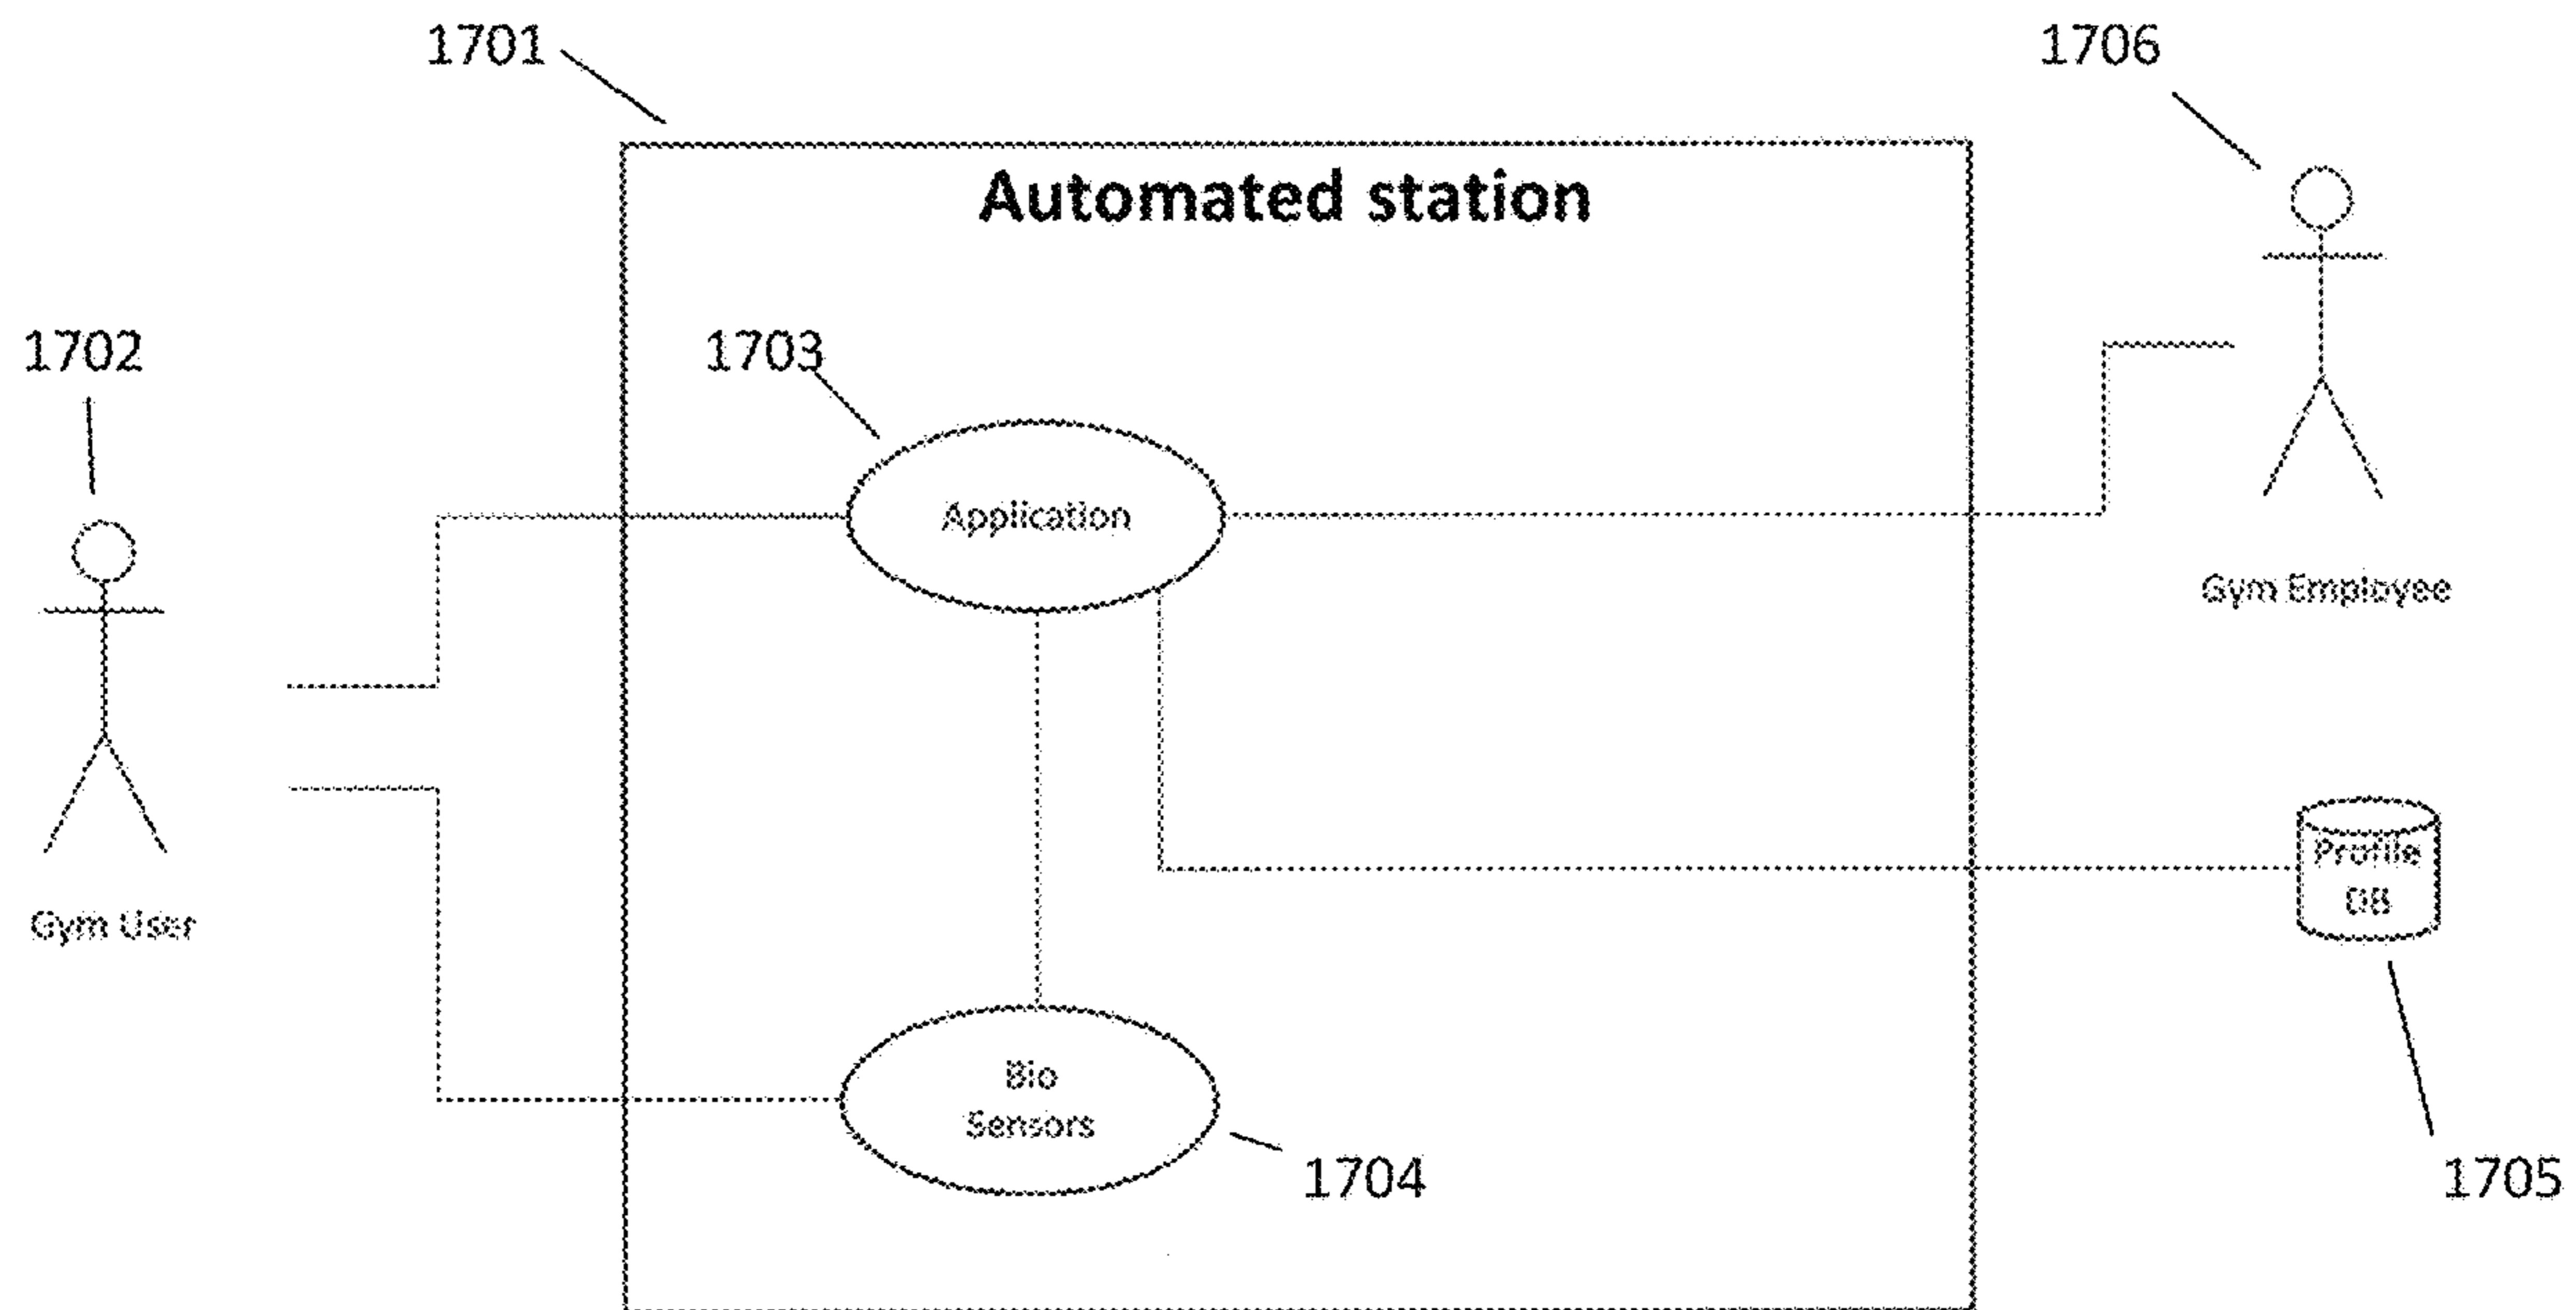 1701
1706
Automated station
1702
1703
Application
Gym Employee
Profile
DB
Gym User
Bio
Sensors
1704
1705